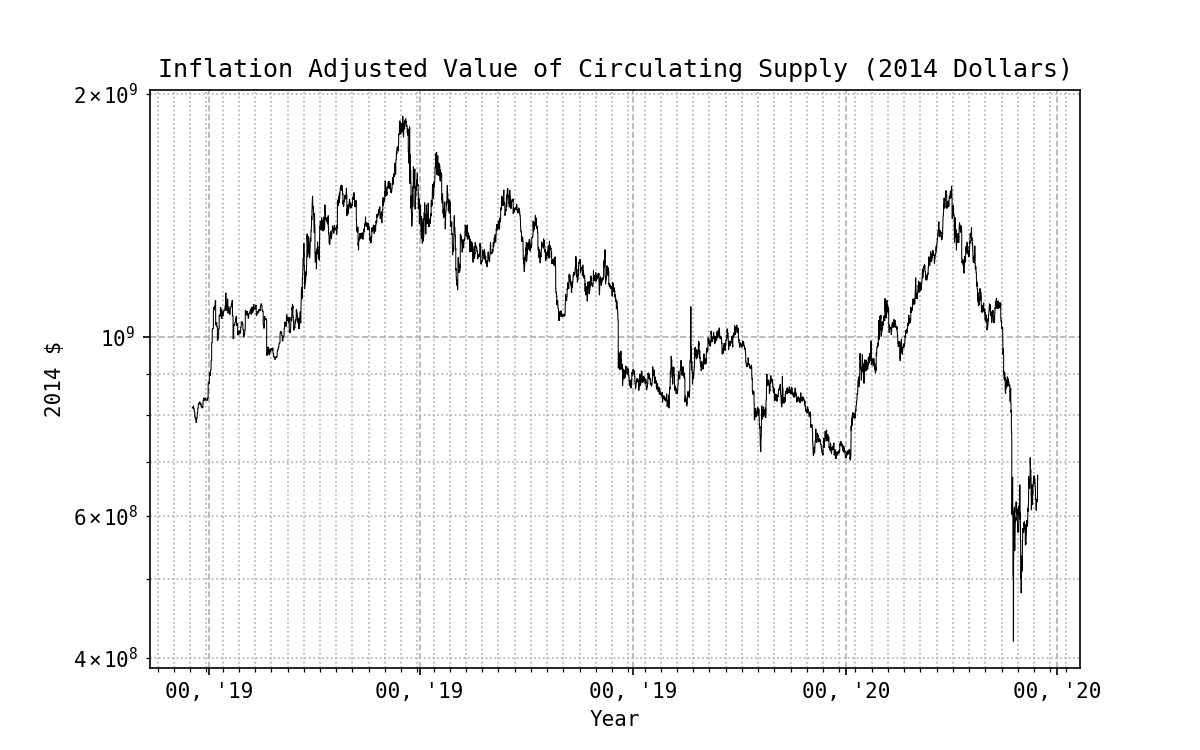 Inflation Adjusted Value of Circulating Supply (2014 Dollars)
2×10⁹
10⁹
6×10⁸
4×10⁸
2014 $
00, '19 00, '19 00, '19 00, '20 00, '20
Year